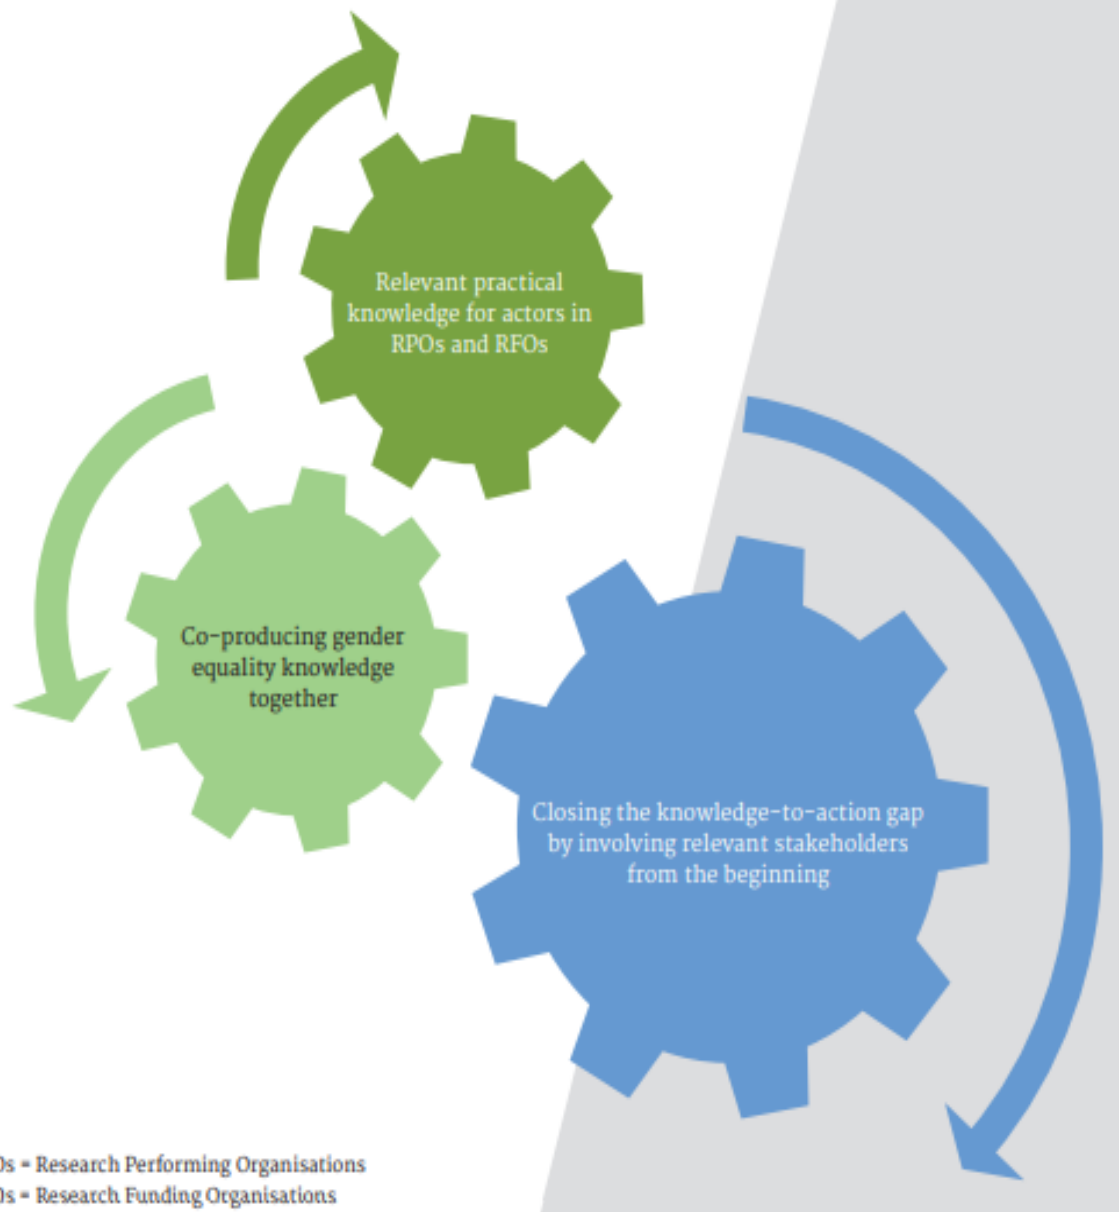 Relevant practical
knowledge for actors in
RPOs and RFOs
Co-producing gender
equality knowledge
together
Closing the knowledge-to-action gap
by involving relevant stakeholders
from the beginning
Os = Research Performing Organisations
Os = Research Funding Organisations